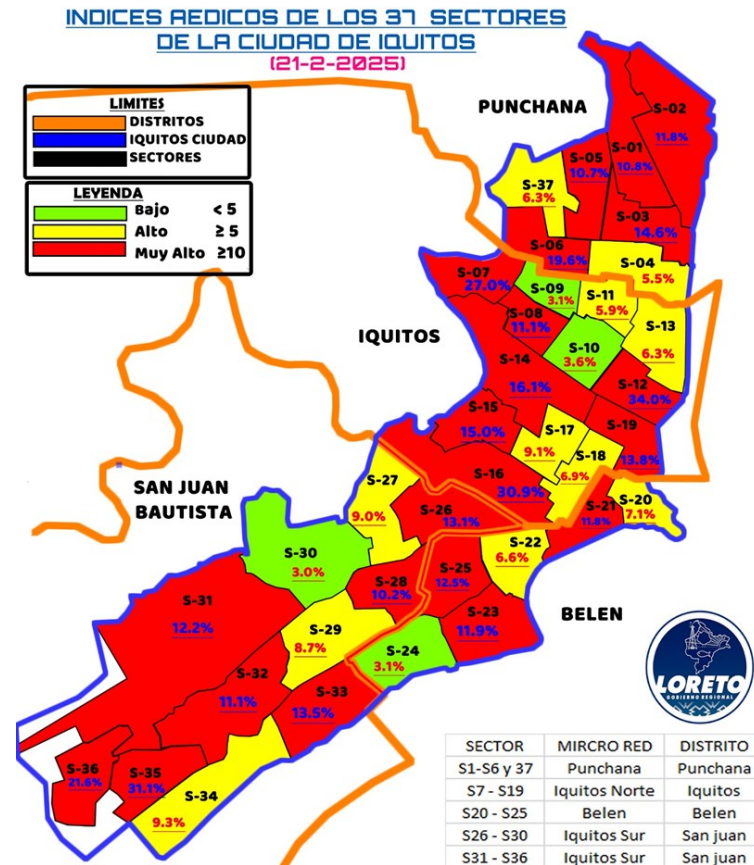 INDICES AEDICOS DE LOS 37 SECTORES
DE LA CIUDAD DE IQUITOS
(21-2-2025)
LIMITES
DISTRITOS
IQUITOS CIUDAD
SECTORES
LEYENDA
Bajo < 5
Alto ≥ 5
Muy Alto ≥10
PUNCHANA
S-02
11.8%
S-01
10.8%
S-05
10.7%
S-37
6.3%
S-03
14.6%
S-06
19.6%
S-04
5.5%
S-07
27.0%
S-09
3.1%
S-11
5.9%
S-13
6.3%
IQUITOS
S-08
11.1%
S-10
3.6%
S-14
16.1%
S-12
34.0%
S-15
15.0%
S-17
9.1%
S-19
13.8%
S-18
6.9%
S-16
30.9%
SAN JUAN
BAUTISTA
S-27
9.0%
S-26
13.1%
S-21
11.8%
S-20
7.1%
S-22
6.6%
S-30
3.0%
S-28
10.2%
S-25
12.5%
BELEN
S-31
12.2%
S-29
8.7%
S-23
11.9%
S-24
3.1%
S-32
11.1%
S-33
13.5%
S-36
21.6%
S-35
31.1%
S-34
9.3%
LORETO
GOBIERNO REGIONAL
SECTOR MIRCRO RED DISTRITO
S1-S6 y 37 Punchana Punchana
S7 - S19 Iquitos Norte Iquitos
S20 - S25 Belen Belen
S26 - S30 Iquitos Sur San juan
S31 - S36 Iquitos Sur San juan